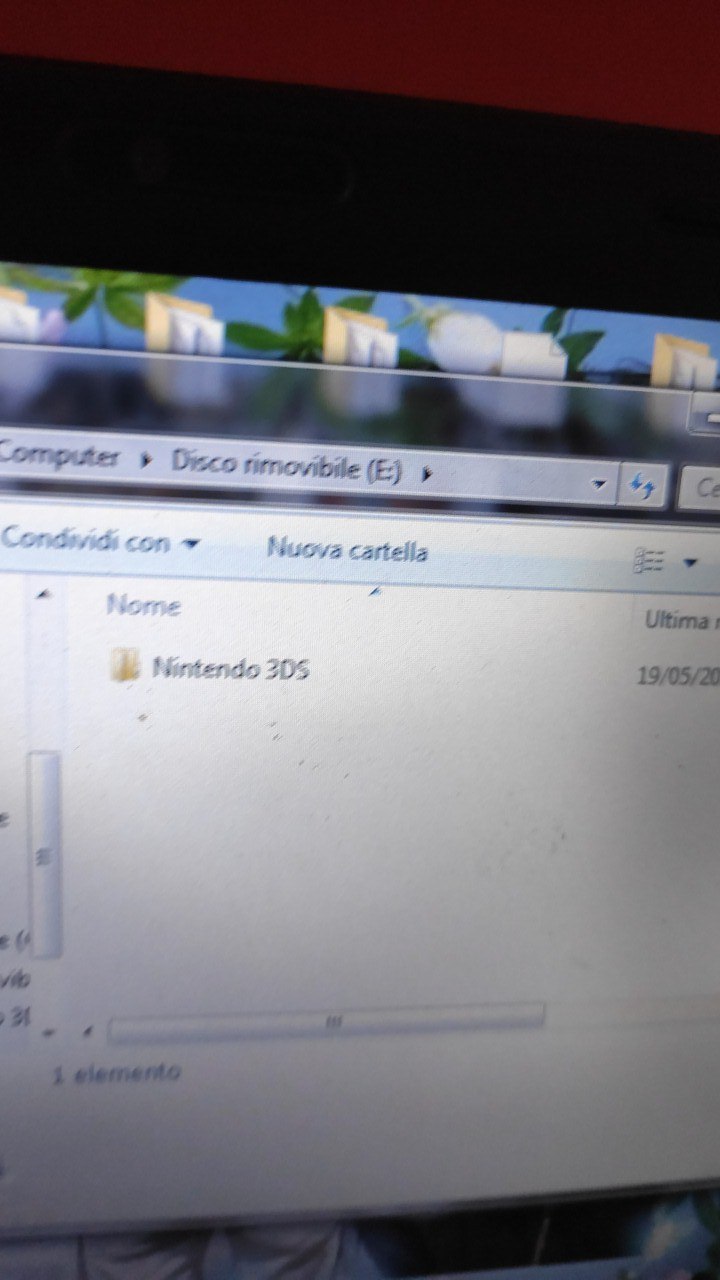 Computer ▸ Disco rimovibile (E:) ▸
Condividi con Nuova cartella
Nome Ultima
Nintendo 3DS 19/05/20
1 elemento